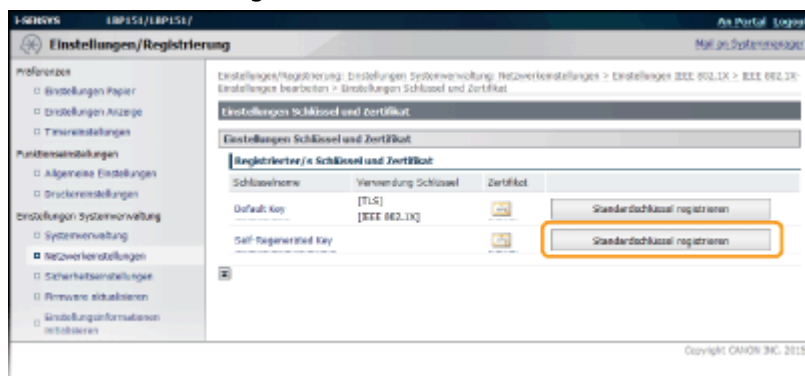 i-SENSYS LBP151/LBP151/ An Portal Logout
Einstellungen/Registrierung Mail an Systemmanager
Präferenzen
Einstellungen Papier
Einstellungen Anzeige
Timereinstellungen
Funktionseinstellungen
Allgemeine Einstellungen
Druckereinstellungen
Einstellungen Systemverwaltung
Systemverwaltung
Netzwerkeinstellungen
Sicherheitseinstellungen
Firmware aktualisieren
Einstellungsinformationen
initialisieren
Einstellungen/Registrierung: Einstellungen Systemverwaltung: Netzwerkeinstellungen > Einstellungen IEEE 802.1X > IEEE 802.1X-
Einstellungen bearbeiten > Einstellungen Schlüssel und Zertifikat
Einstellungen Schlüssel und Zertifikat
Einstellungen Schlüssel und Zertifikat
Registrierter/s Schlüssel und Zertifikat
Schlüsselname Verwendung Schlüssel Zertifikat
Default Key [TLS] Standardschlüssel registrieren
[IEEE 802.1X]
Self-Regenerated Key Standardschlüssel registrieren
Copyright CANON INC. 2015